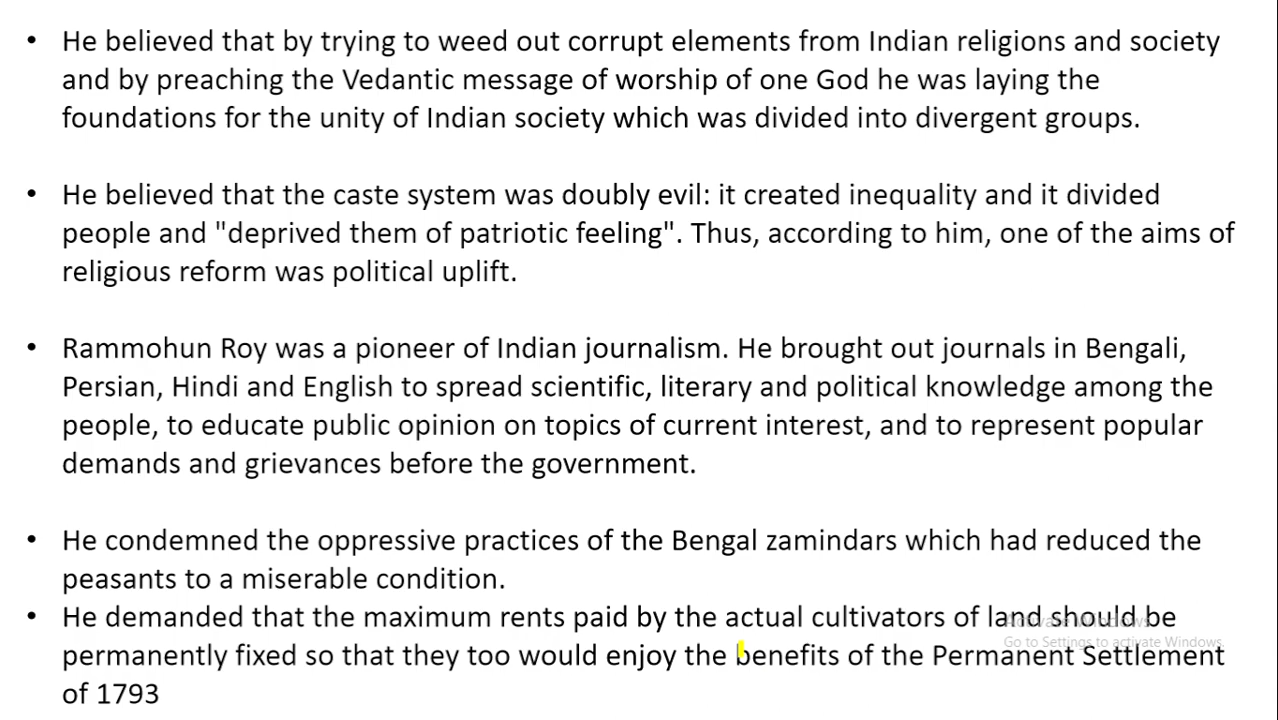 • He believed that by trying to weed out corrupt elements from Indian religions and society
and by preaching the Vedantic message of worship of one God he was laying the
foundations for the unity of Indian society which was divided into divergent groups.
• He believed that the caste system was doubly evil: it created inequality and it divided
people and "deprived them of patriotic feeling". Thus, according to him, one of the aims of
religious reform was political uplift.
• Rammohun Roy was a pioneer of Indian journalism. He brought out journals in Bengali,
Persian, Hindi and English to spread scientific, literary and political knowledge among the
people, to educate public opinion on topics of current interest, and to represent popular
demands and grievances before the government.
• He condemned the oppressive practices of the Bengal zamindars which had reduced the
peasants to a miserable condition.
• He demanded that the maximum rents paid by the actual cultivators of land should be
Activate Windows
Go to Settings to activate Windows.
permanently fixed so that they too would enjoy the benefits of the Permanent Settlement
of 1793